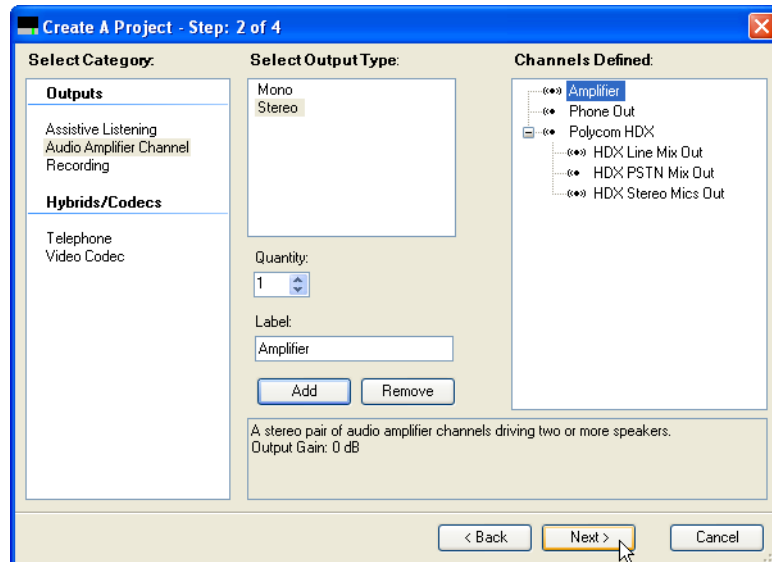 Create A Project - Step: 2 of 4
Select Category:
Outputs
Assistive Listening
Audio Amplifier Channel
Recording
Hybrids/Codecs
Telephone
Video Codec
Select Output Type:
Mono
Stereo
Quantity:
1
Label:
Amplifier
Add Remove
Channels Defined:
Amplifier
Phone Out
Polycom HDX
HDX Line Mix Out
HDX PSTN Mix Out
HDX Stereo Mics Out
A stereo pair of audio amplifier channels driving two or more speakers.
Output Gain: 0 dB
< Back Next > Cancel